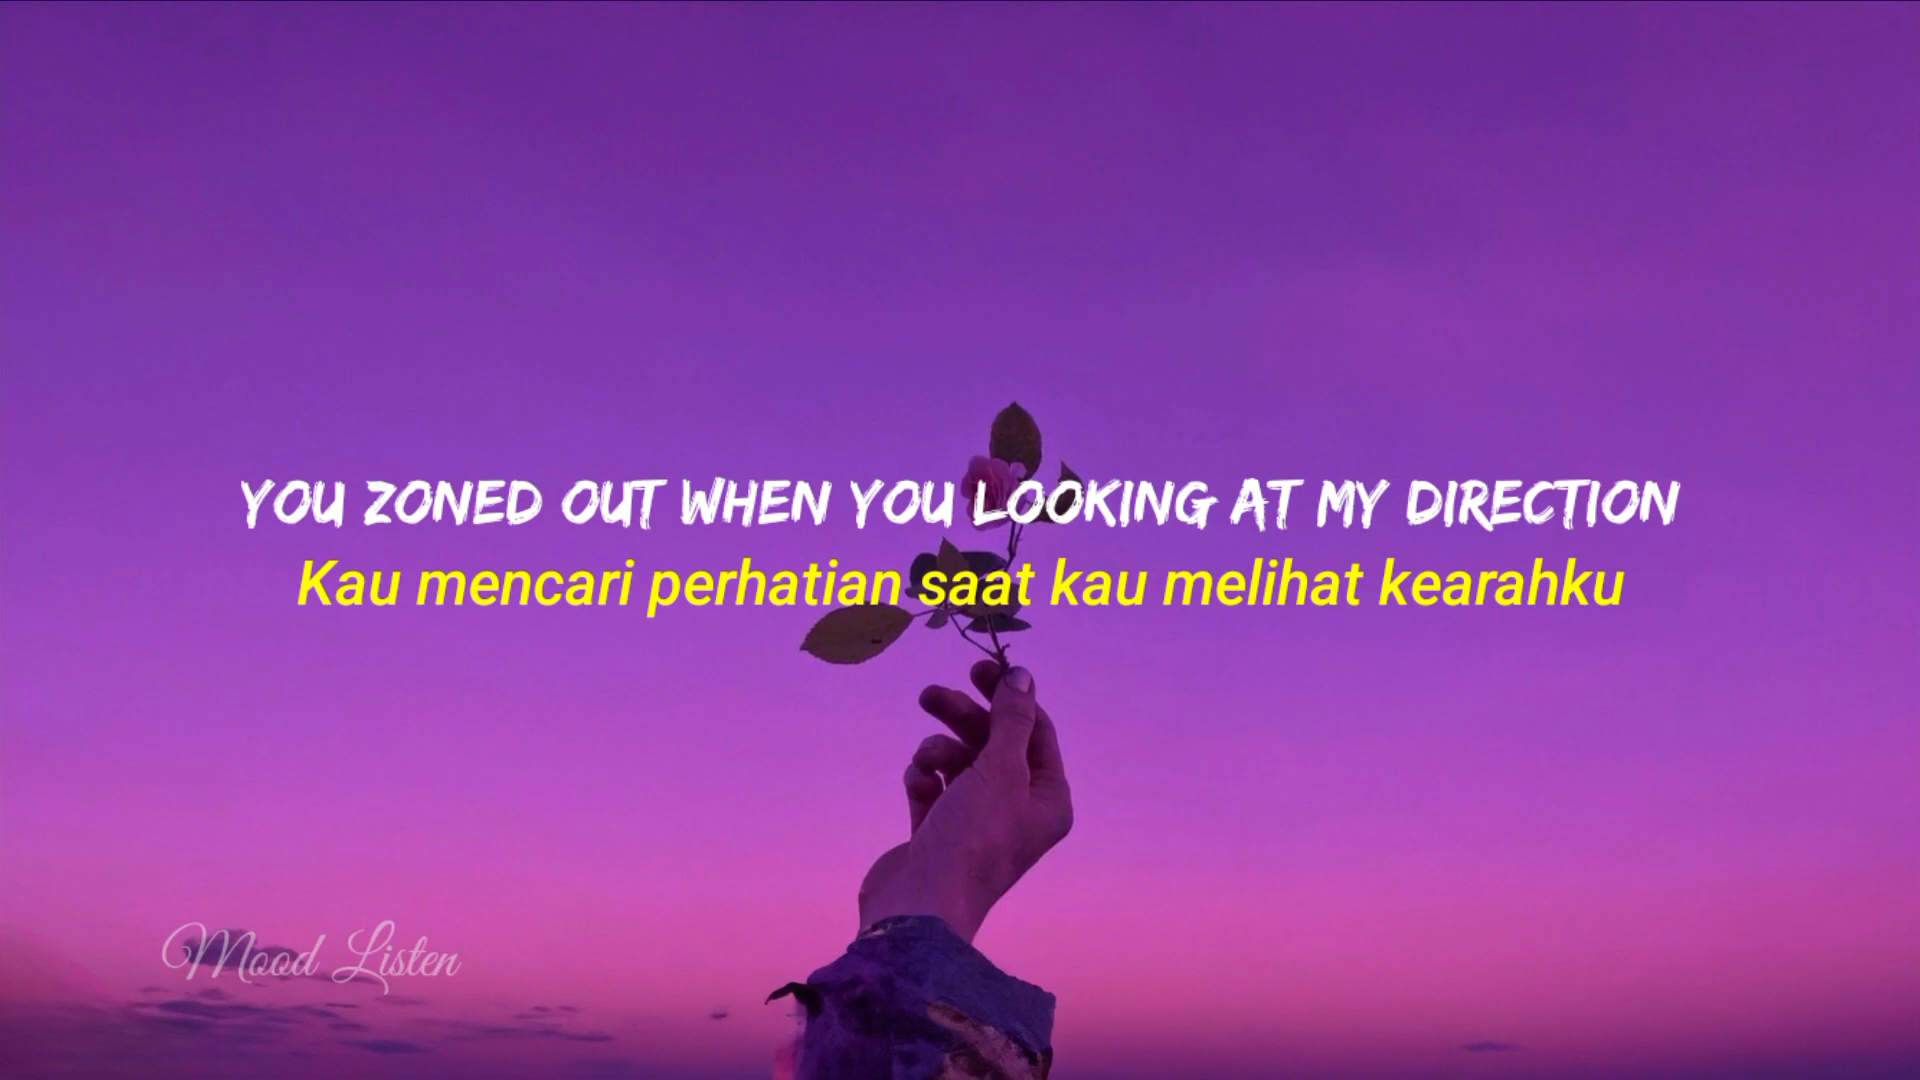 YOU ZONED OUT WHEN YOU LOOKING AT MY DIRECTION
Kau mencari perhatian saat kau melihat kearahku
Mood Listen